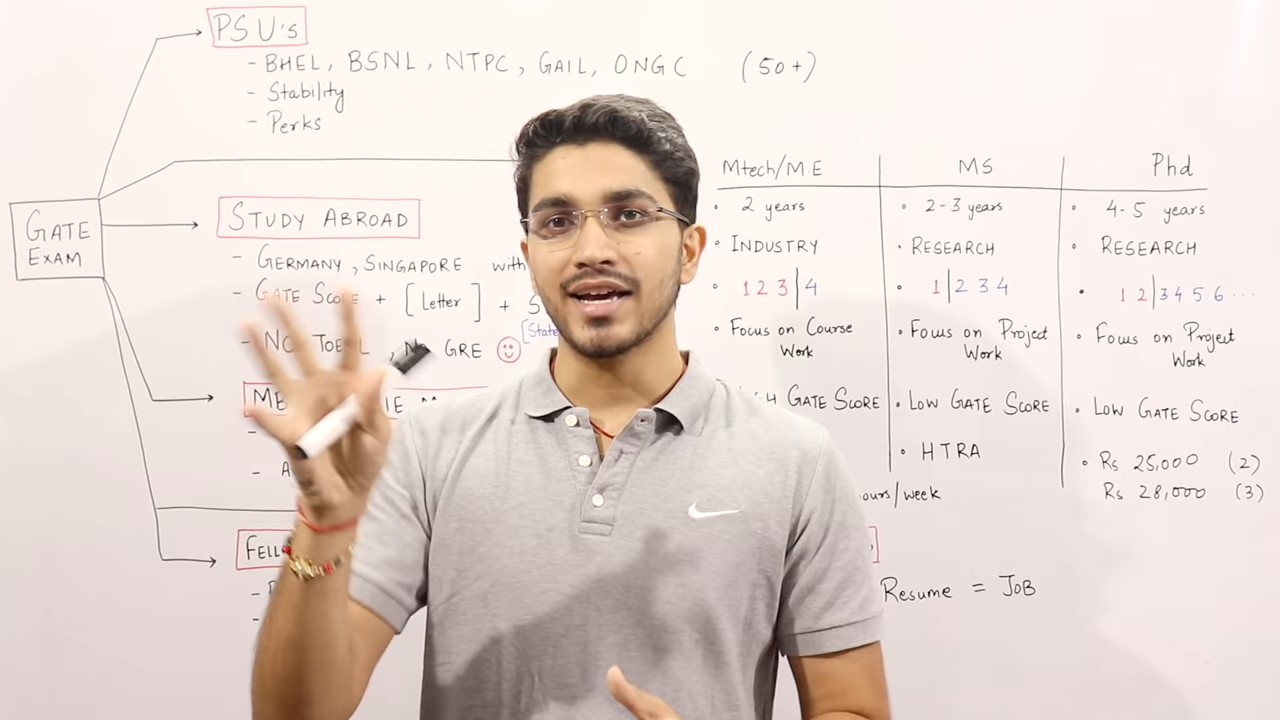 PSU's
- BHEL, BSNL, NTPC, GAIL, ONGC (50+)
- Stability
- Perks
GATE
EXAM
STUDY ABROAD
- GERMANY, SINGAPORE with
- GATE SCORE + [Letter] + S
[State
- NO TOEFL, NO GRE
Mtech/M.E
• 2 years
• INDUSTRY
• 1 2 3 | 4
• Focus on Course
Work
GATE SCORE
/week
MS
• 2-3 years
• RESEARCH
• 1 | 2 3 4
• Focus on Project
Work
• LOW GATE SCORE
• HTRA
Phd
• 4-5 years
• RESEARCH
• 1 2 | 3 4 5 6 ...
• Focus on Project
Work
• LOW GATE SCORE
• Rs 25,000 (2)
Rs 28,000 (3)
FELL
Resume = JOB